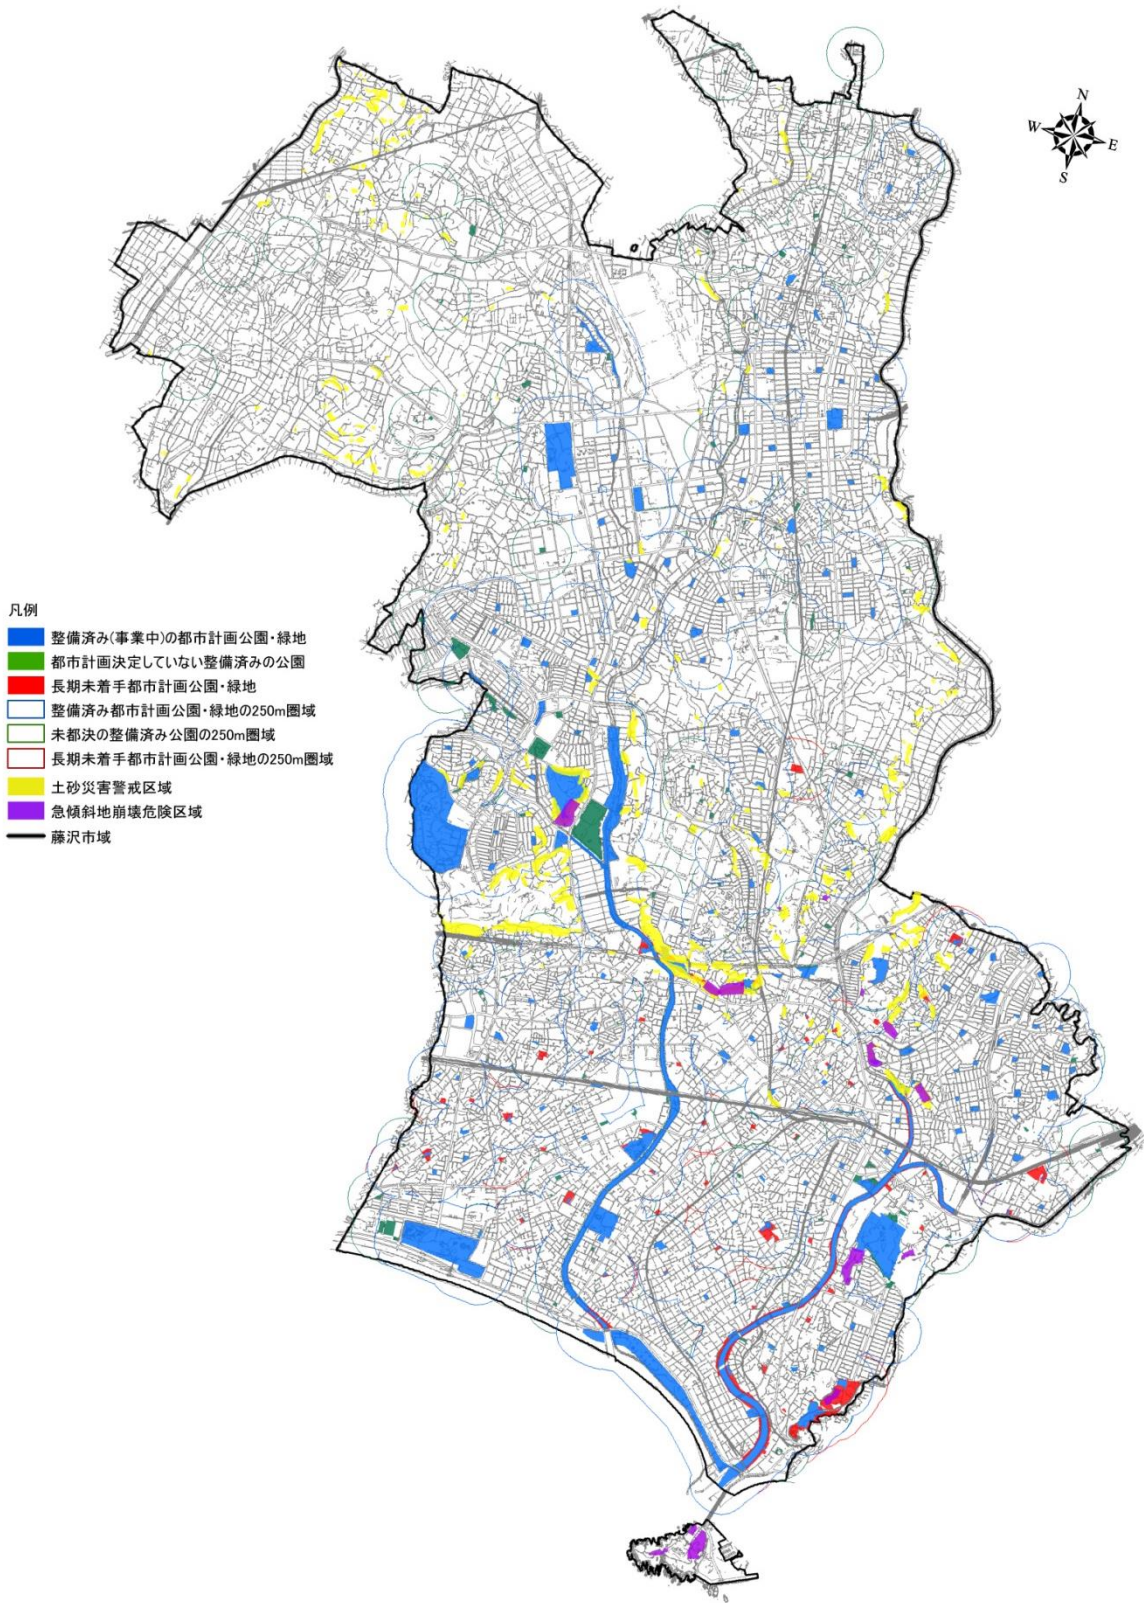 N
W
E
S
凡例
整備済み(事業中)の都市計画公園・緑地
都市計画決定していない整備済みの公園
長期未着手都市計画公園・緑地
整備済み都市計画公園・緑地の250m圏域
未都決の整備済み公園の250m圏域
長期未着手都市計画公園・緑地の250m圏域
土砂災害警戒区域
急傾斜地崩壊危険区域
藤沢市域